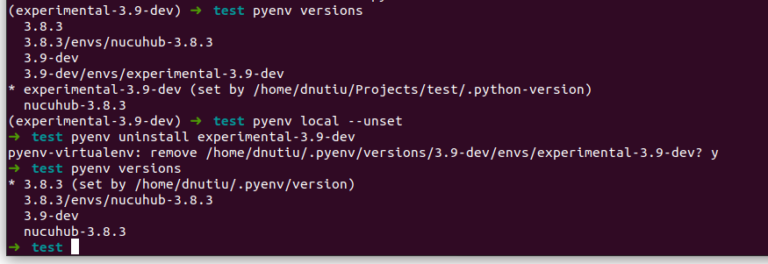 (experimental-3.9-dev) ➜ test pyenv versions
  3.8.3
  3.8.3/envs/nucuhub-3.8.3
  3.9-dev
  3.9-dev/envs/experimental-3.9-dev
* experimental-3.9-dev (set by /home/dnutiu/Projects/test/.python-version)
  nucuhub-3.8.3
(experimental-3.9-dev) ➜ test pyenv local --unset
➜ test pyenv uninstall experimental-3.9-dev
pyenv-virtualenv: remove /home/dnutiu/.pyenv/versions/3.9-dev/envs/experimental-3.9-dev? y
➜ test pyenv versions
* 3.8.3 (set by /home/dnutiu/.pyenv/version)
  3.8.3/envs/nucuhub-3.8.3
  3.9-dev
  nucuhub-3.8.3
➜ test